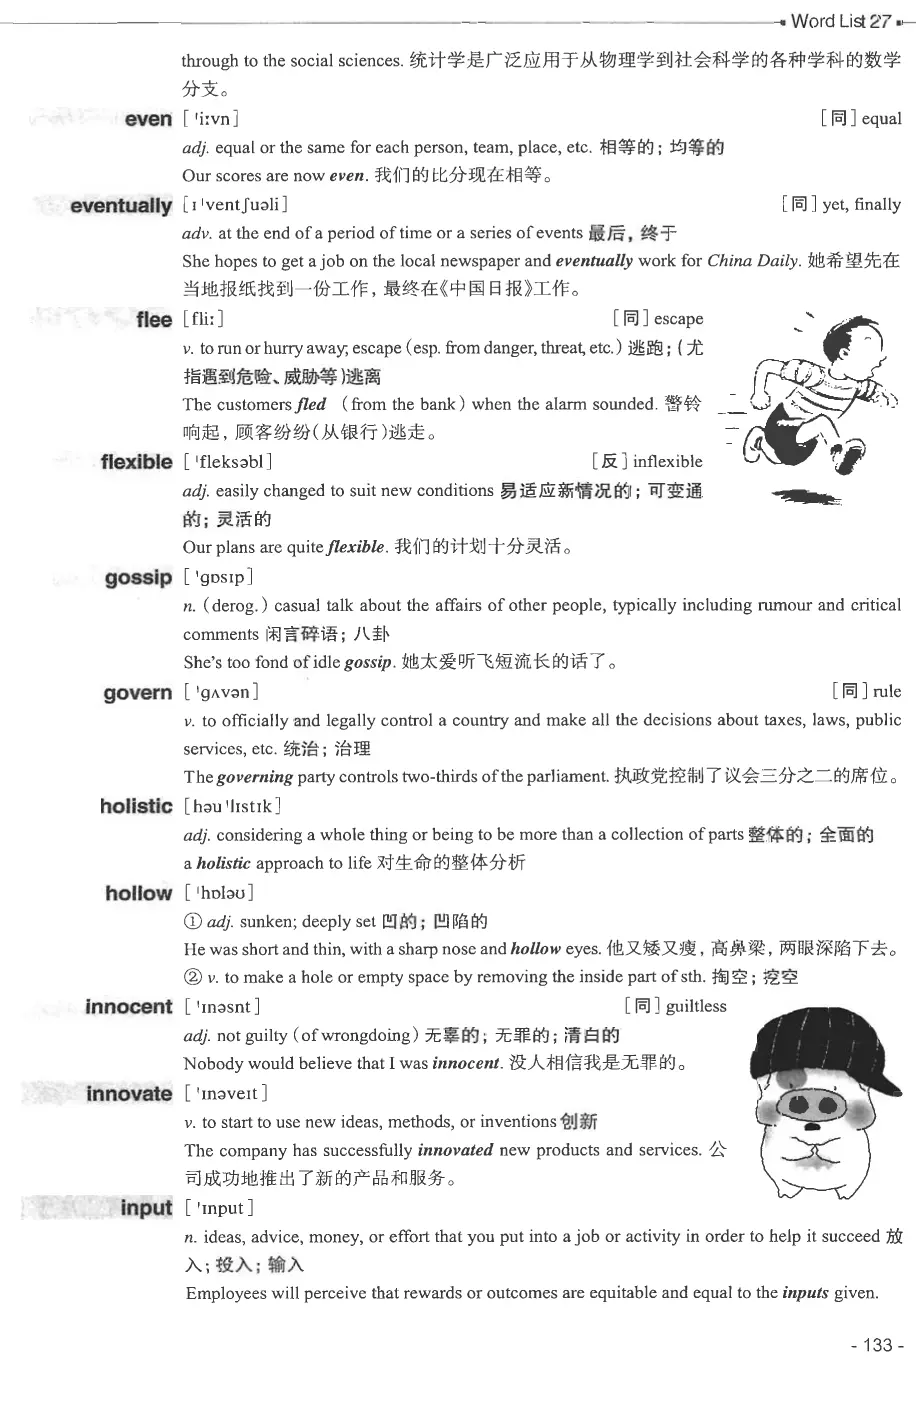 Word List 27
through to the social sciences. 统计学是广泛应用于从物理学到社会科学的各种学科的数学
分支。
even [ ˈiːvn ] [ 同 ] equal
adj. equal or the same for each person, team, place, etc. 相等的；均等的
Our scores are now even. 我们的比分现在相等。
eventually [ ɪˈventʃuəli ] [ 同 ] yet, finally
adv. at the end of a period of time or a series of events 最后，终于
She hopes to get a job on the local newspaper and eventually work for China Daily. 她希望先在
当地报纸找到一份工作，最终在《中国日报》工作。
flee [ fliː ] [ 同 ] escape
v. to run or hurry away; escape (esp. from danger, threat, etc.) 逃跑；(尤
指遇到危险、威胁等)逃离
The customers fled (from the bank) when the alarm sounded. 警铃
响起，顾客纷纷(从银行)逃走。
flexible [ ˈfleksəbl ] [ 反 ] inflexible
adj. easily changed to suit new conditions 易适应新情况的；可变通
的；灵活的
Our plans are quite flexible. 我们的计划十分灵活。
gossip [ ˈɡɒsɪp ]
n. (derog.) casual talk about the affairs of other people, typically including rumour and critical
comments 闲言碎语；八卦
She's too fond of idle gossip. 她太爱听飞短流长的话了。
govern [ ˈɡʌvən ] [ 同 ] rule
v. to officially and legally control a country and make all the decisions about taxes, laws, public
services, etc. 统治；治理
The governing party controls two-thirds of the parliament. 执政党控制了议会三分之二的席位。
holistic [ həuˈlɪstɪk ]
adj. considering a whole thing or being to be more than a collection of parts 整体的；全面的
a holistic approach to life 对生命的整体分析
hollow [ ˈhɒləʊ ]
① adj. sunken; deeply set 凹的；凹陷的
He was short and thin, with a sharp nose and hollow eyes. 他又矮又瘦，高鼻梁，两眼深陷下去。
② v. to make a hole or empty space by removing the inside part of sth. 掏空；挖空
innocent [ ˈɪnəsnt ] [ 同 ] guiltless
adj. not guilty (of wrongdoing) 无辜的；无罪的；清白的
Nobody would believe that I was innocent. 没人相信我是无罪的。
innovate [ ˈɪnəveɪt ]
v. to start to use new ideas, methods, or inventions 创新
The company has successfully innovated new products and services. 公
司成功地推出了新的产品和服务。
input [ ˈɪnput ]
n. ideas, advice, money, or effort that you put into a job or activity in order to help it succeed 放
入；投入；输入
Employees will perceive that rewards or outcomes are equitable and equal to the inputs given.
- 133 -